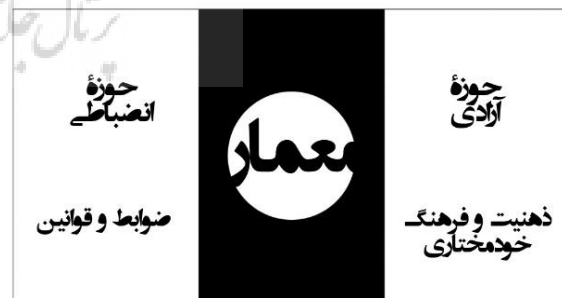 حوزهٔ
آزادی
ذهنیت و فرهنگ
خودمختاری
معمار
حوزهٔ
انضباطی
ضوابط و قوانین